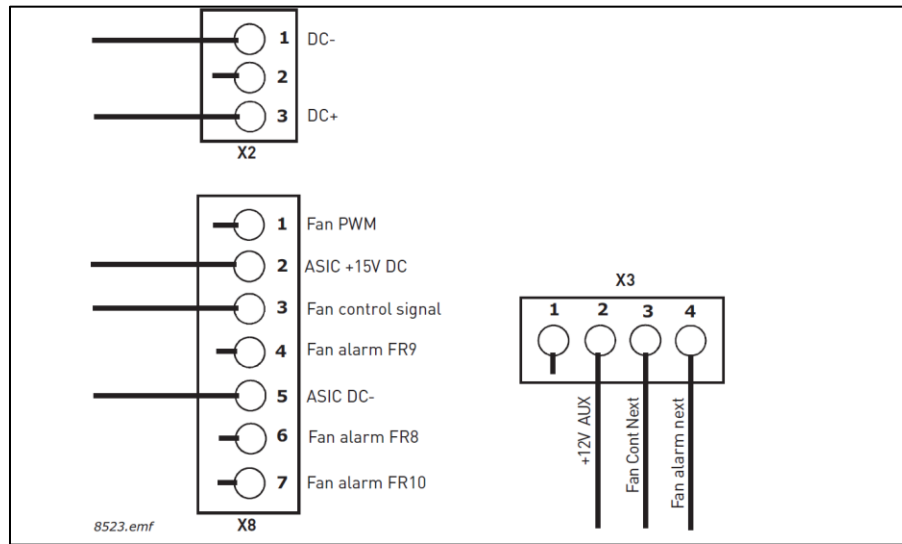 1 DC-
2
3 DC+
X2
1 Fan PWM
2 ASIC +15V DC
3 Fan control signal
4 Fan alarm FR9
5 ASIC DC-
6 Fan alarm FR8
7 Fan alarm FR10
X8
8523.emf
X3
1 2 3 4
+12V AUX
Fan Cont Next
Fan alarm next